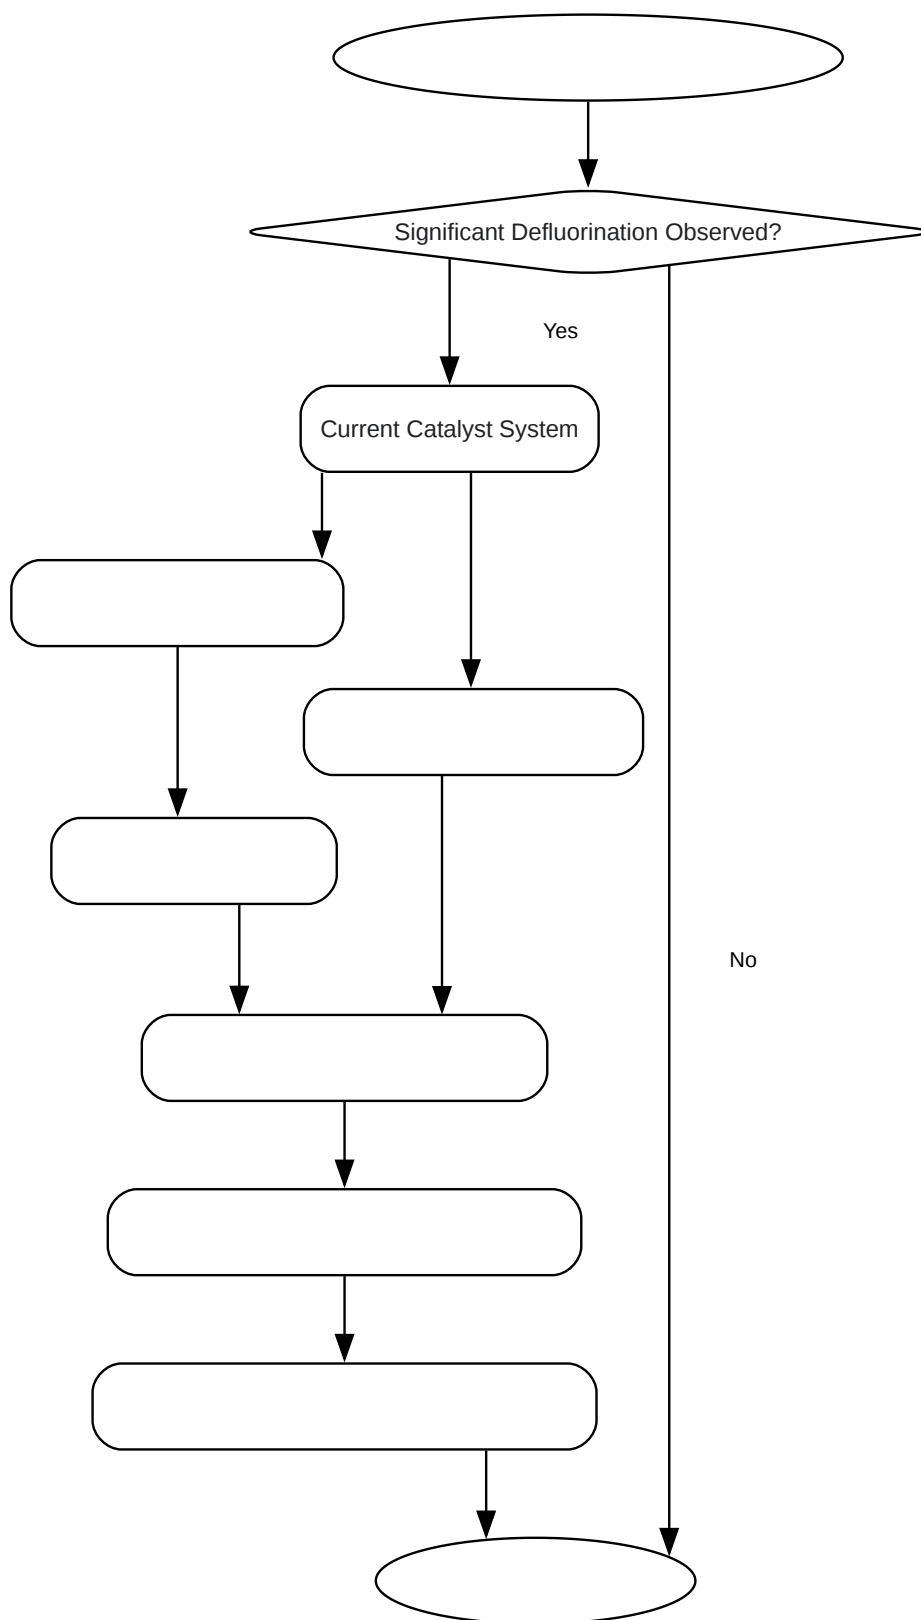 Significant Defluorination Observed?
Yes
Current Catalyst System
No